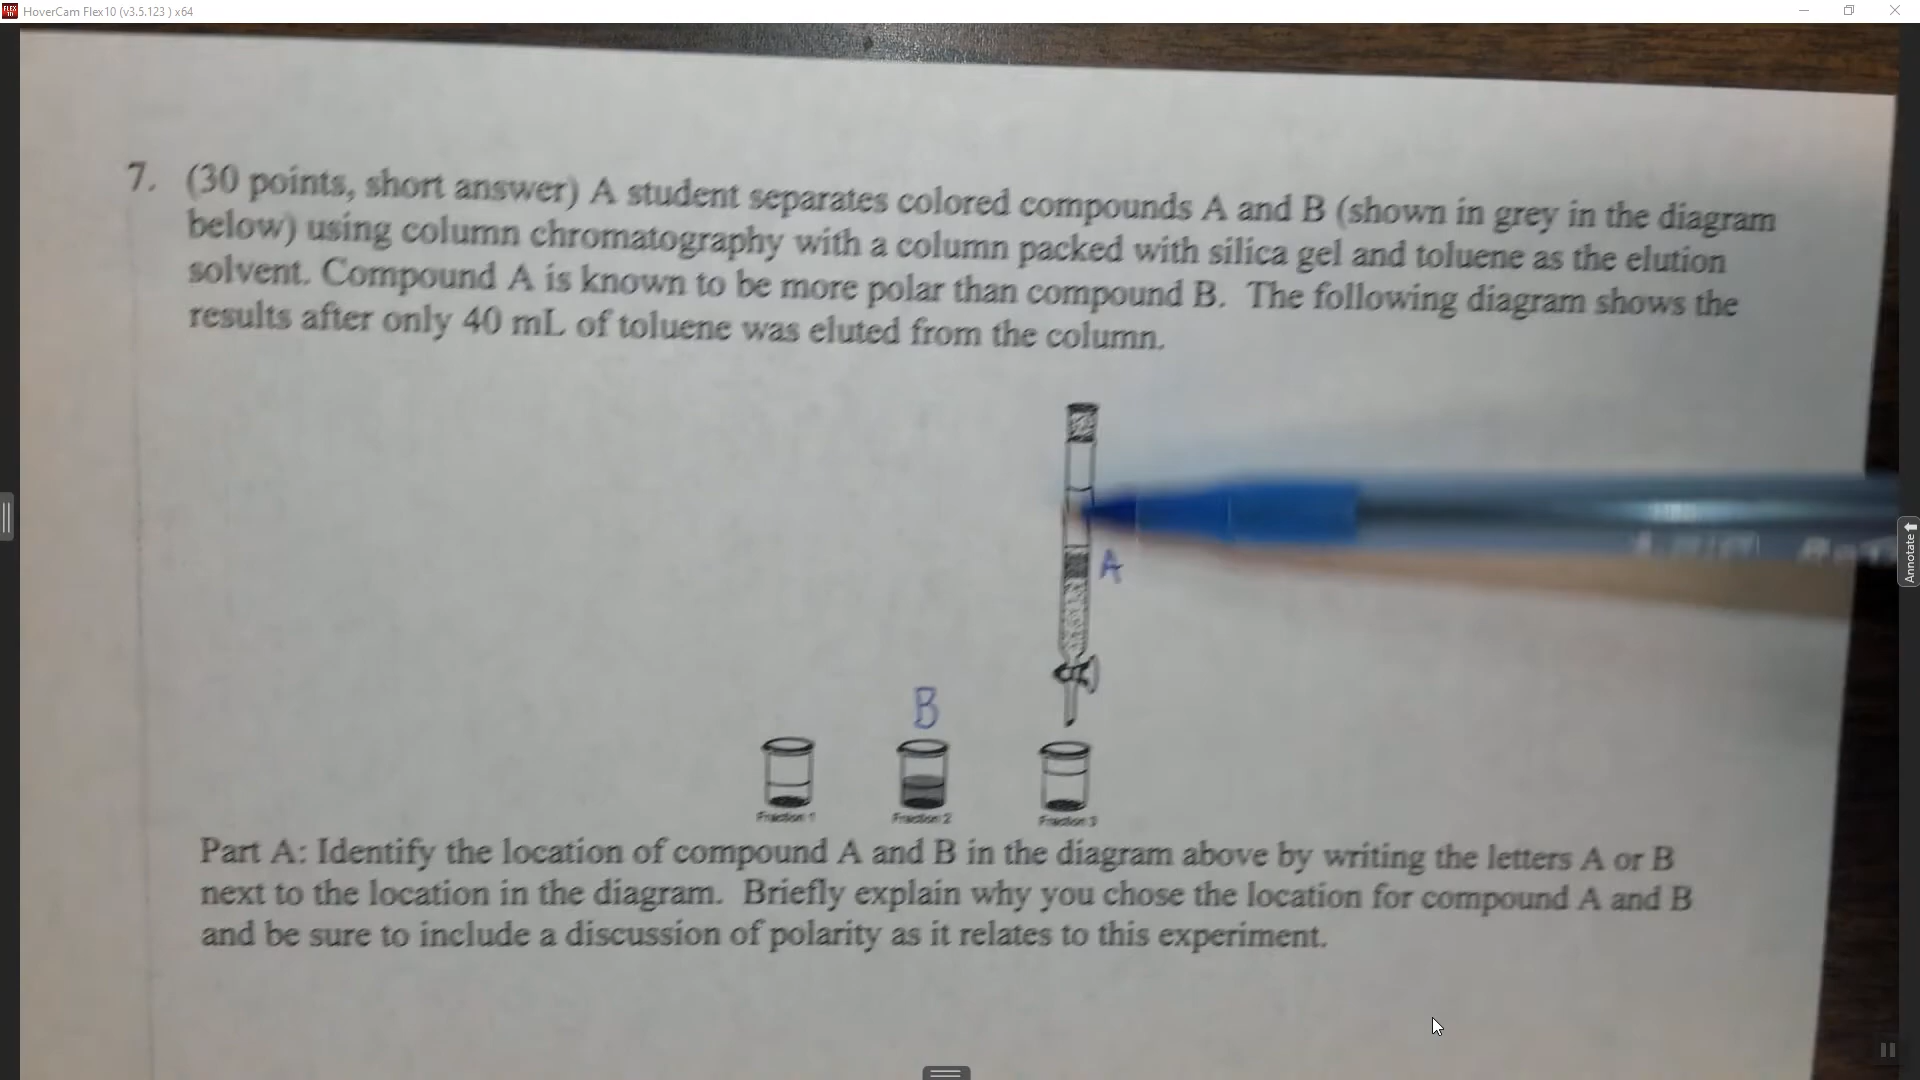 HoverCam Flex10 (v3.5.123 ) x64
7. (30 points, short answer) A student separates colored compounds A and B (shown in grey in the diagram
below) using column chromatography with a column packed with silica gel and toluene as the elution
solvent. Compound A is known to be more polar than compound B. The following diagram shows the
results after only 40 mL of toluene was eluted from the column.
A
B
Fraction 1
Fraction 2
Fraction 3
Part A: Identify the location of compound A and B in the diagram above by writing the letters A or B
next to the location in the diagram. Briefly explain why you chose the location for compound A and B
and be sure to include a discussion of polarity as it relates to this experiment.
Annotate